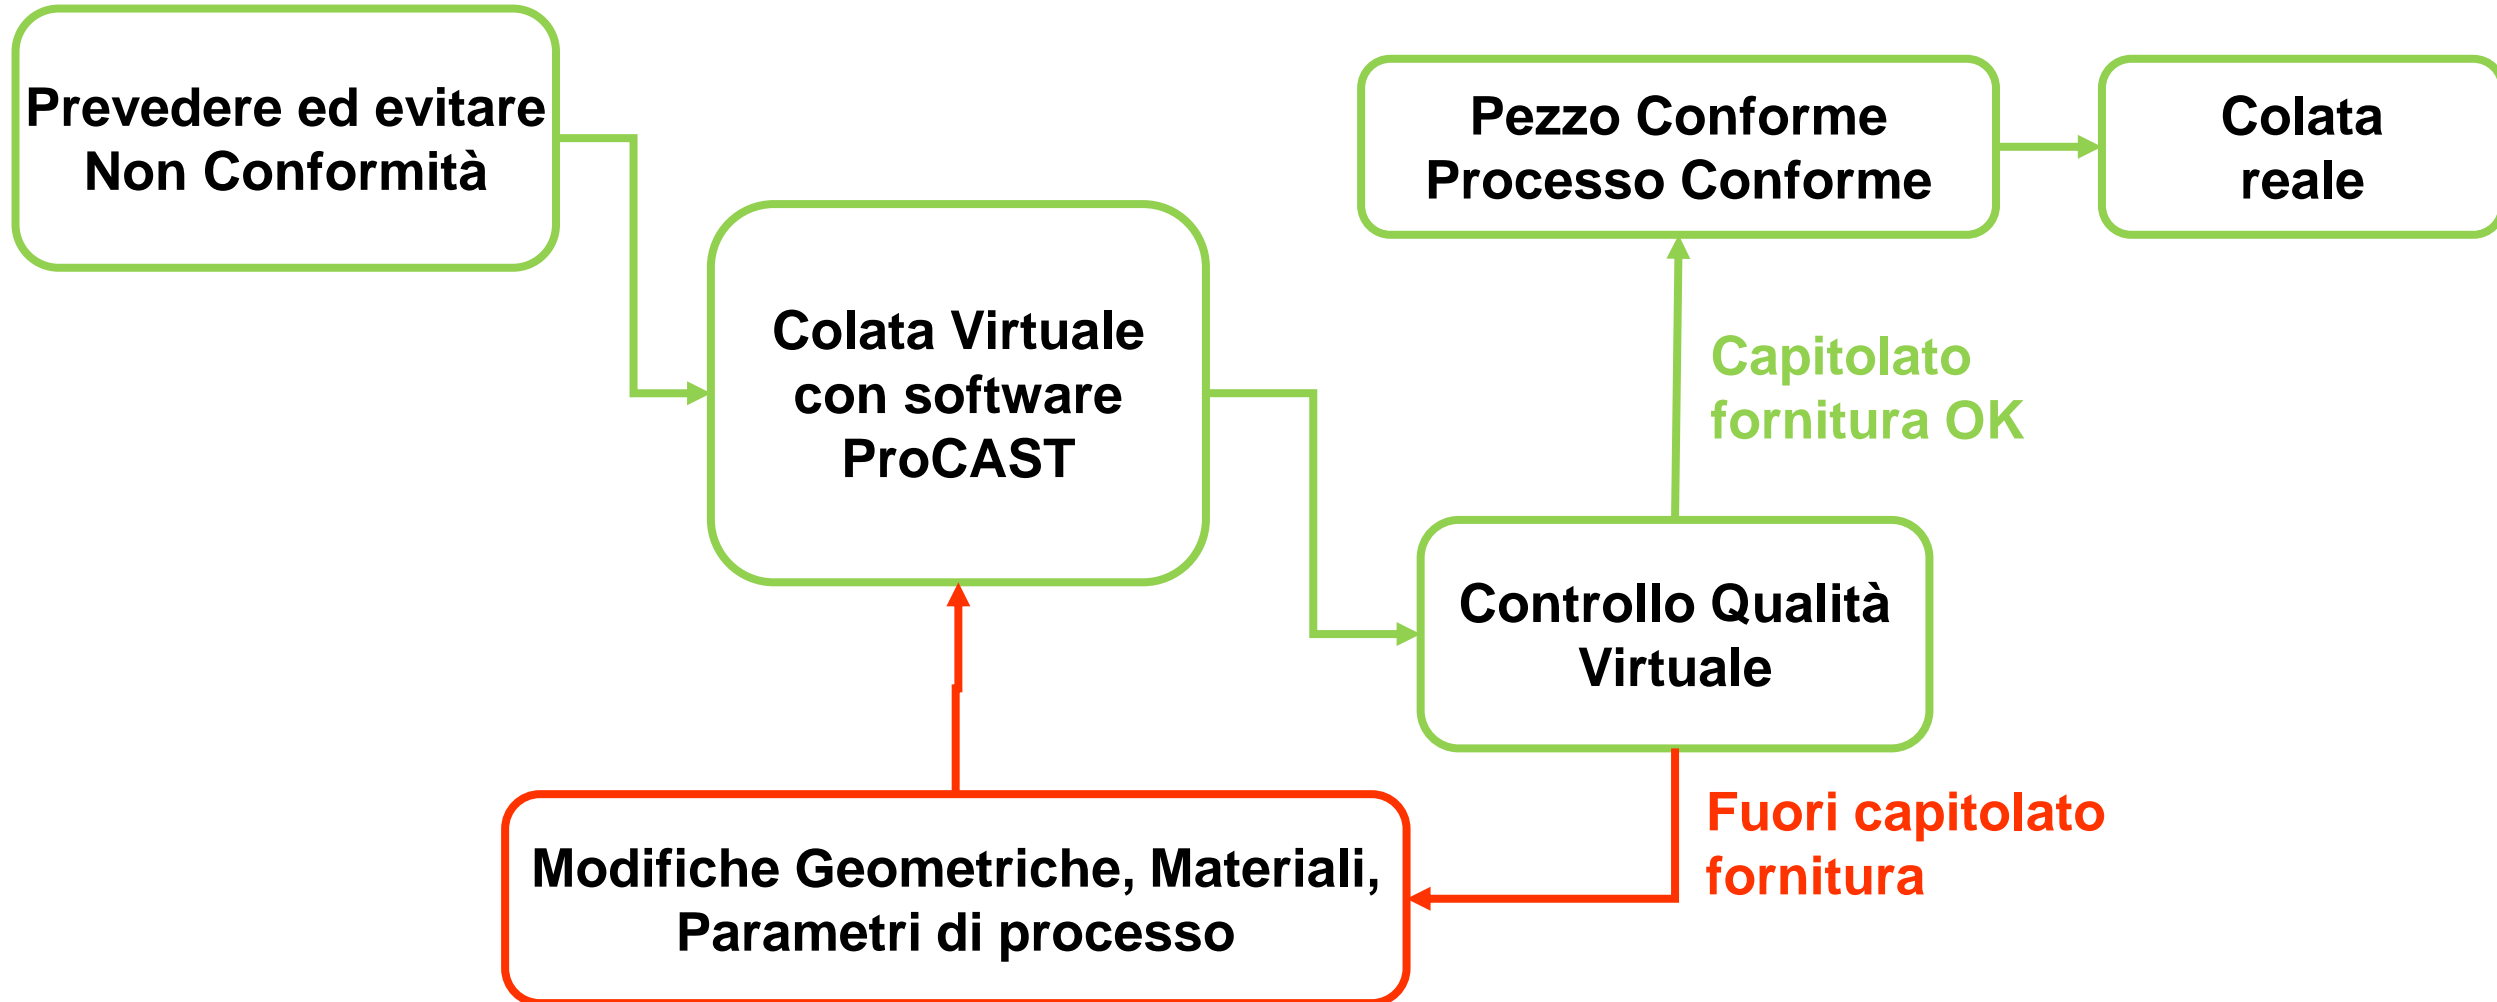 Prevedere ed evitare
Non Conformità
Colata Virtuale
con software
ProCAST
Pezzo Conforme
Processo Conforme
Colata
reale
Capitolato
fornitura OK
Controllo Qualità
Virtuale
Fuori capitolato
fornitura
Modifiche Geometriche, Materiali,
Parametri di processo